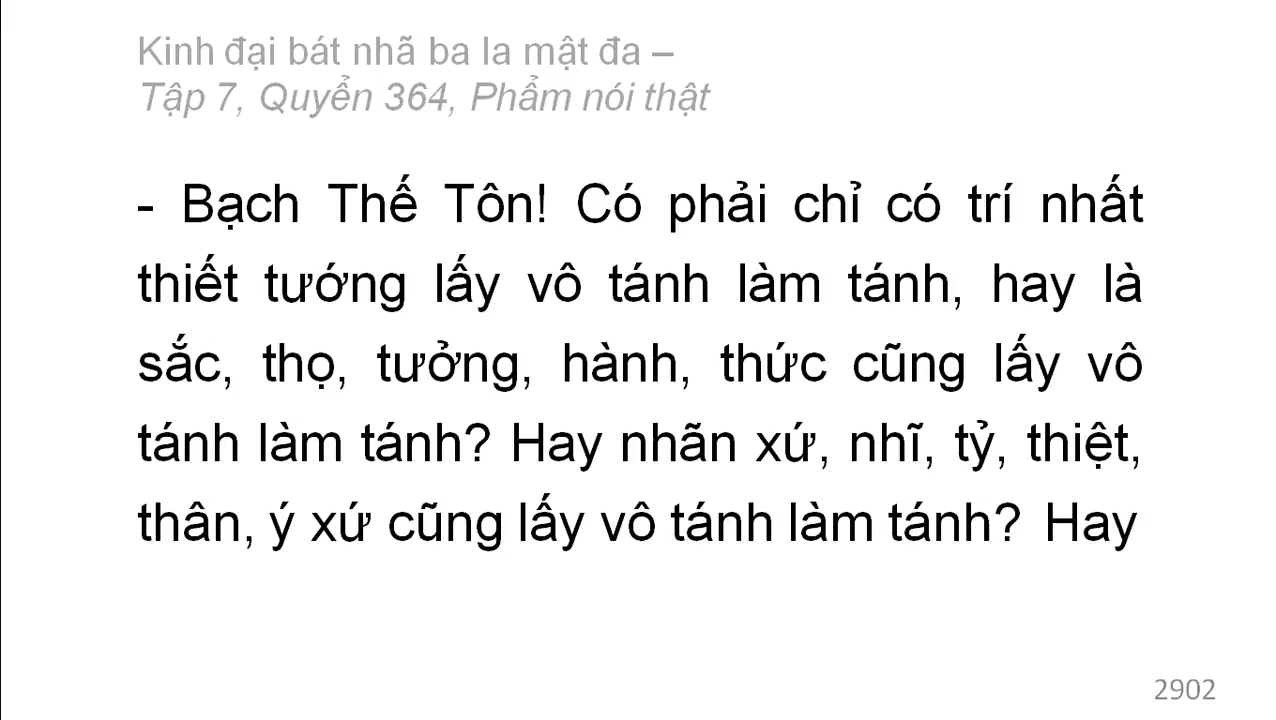 Kinh đại bát nhã ba la mật đa –
Tập 7, Quyển 364, Phẩm nói thật
- Bạch Thế Tôn! Có phải chỉ có trí nhất
thiết tướng lấy vô tánh làm tánh, hay là
sắc, thọ, tưởng, hành, thức cũng lấy vô
tánh làm tánh? Hay nhãn xứ, nhĩ, tỷ, thiệt,
thân, ý xứ cũng lấy vô tánh làm tánh? Hay
2902